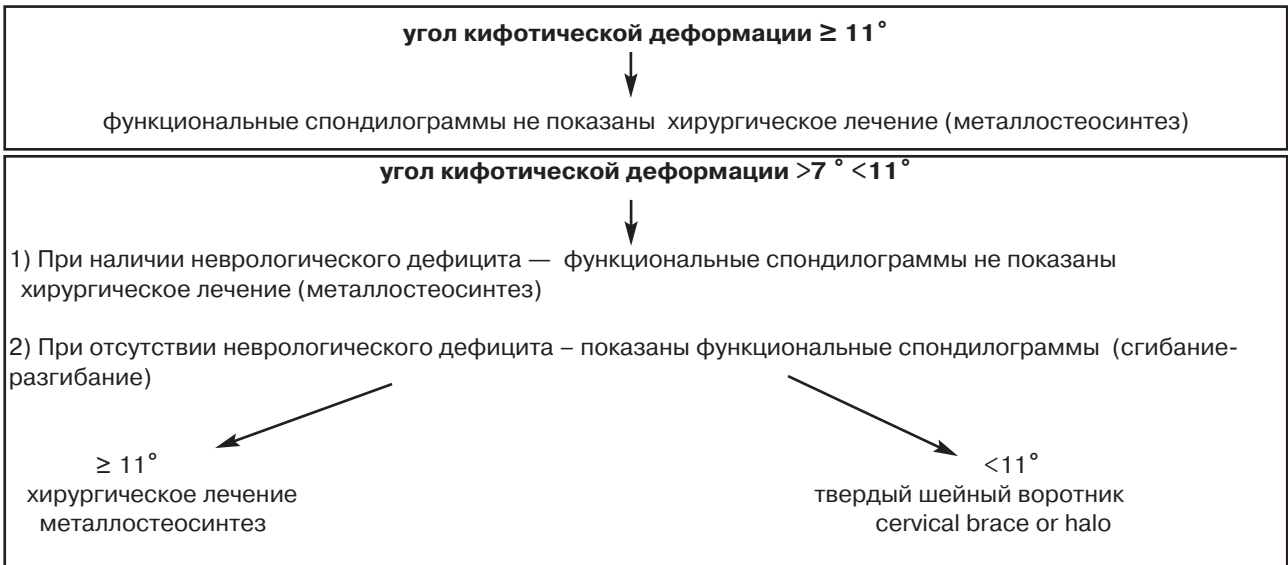 угол кифотической деформации ≥ 11°
функциональные спондилограммы не показаны хирургическое лечение (металлостеосинтез)
угол кифотической деформации >7 ° <11°
1) При наличии неврологического дефицита — функциональные спондилограммы не показаны
хирургическое лечение (металлостеосинтез)
2) При отсутствии неврологического дефицита – показаны функциональные спондилограммы (сгибание-
разгибание)
≥ 11°
хирургическое лечение
металлостеосинтез
<11°
твердый шейный воротник
cervical brace or halo